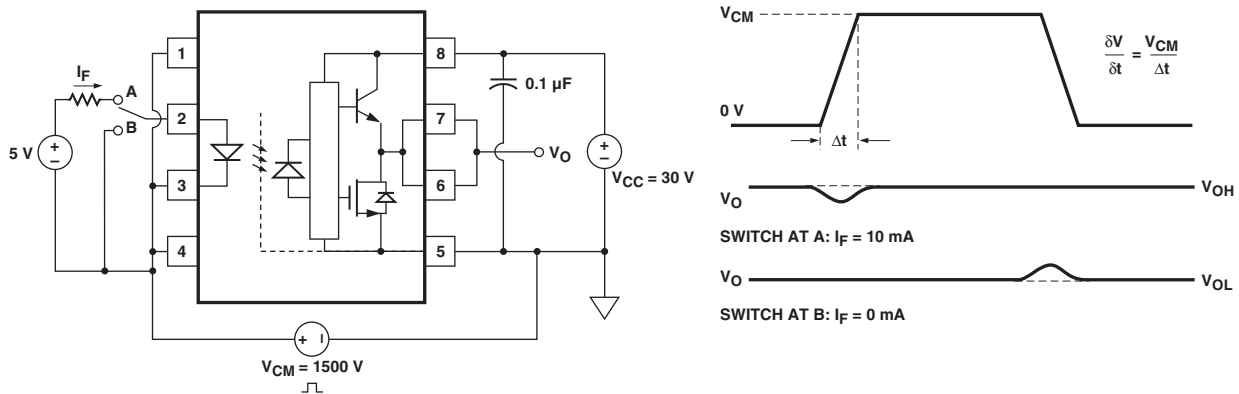 I_F
A
B
5 V
+
−
1
2
3
4
8
7
6
5
0.1 µF
V_O
+
−
V_CC = 30 V
+ −
V_CM = 1500 V
V_CM
0 V
Δt
δV/δt = V_CM/Δt
V_O V_OH
SWITCH AT A: I_F = 10 mA
V_O V_OL
SWITCH AT B: I_F = 0 mA